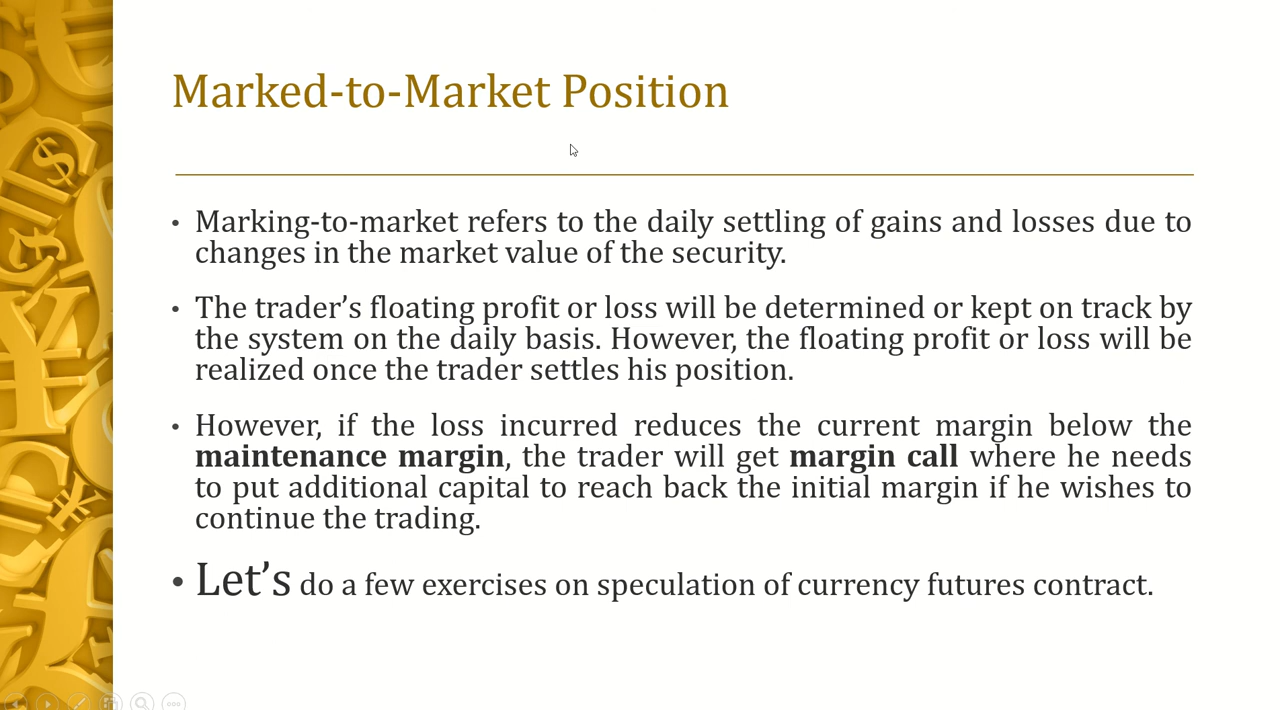 Marked-to-Market Position
• Marking-to-market refers to the daily settling of gains and losses due to
changes in the market value of the security.
• The trader’s floating profit or loss will be determined or kept on track by
the system on the daily basis. However, the floating profit or loss will be
realized once the trader settles his position.
• However, if the loss incurred reduces the current margin below the
maintenance margin, the trader will get margin call where he needs
to put additional capital to reach back the initial margin if he wishes to
continue the trading.
• Let’s do a few exercises on speculation of currency futures contract.